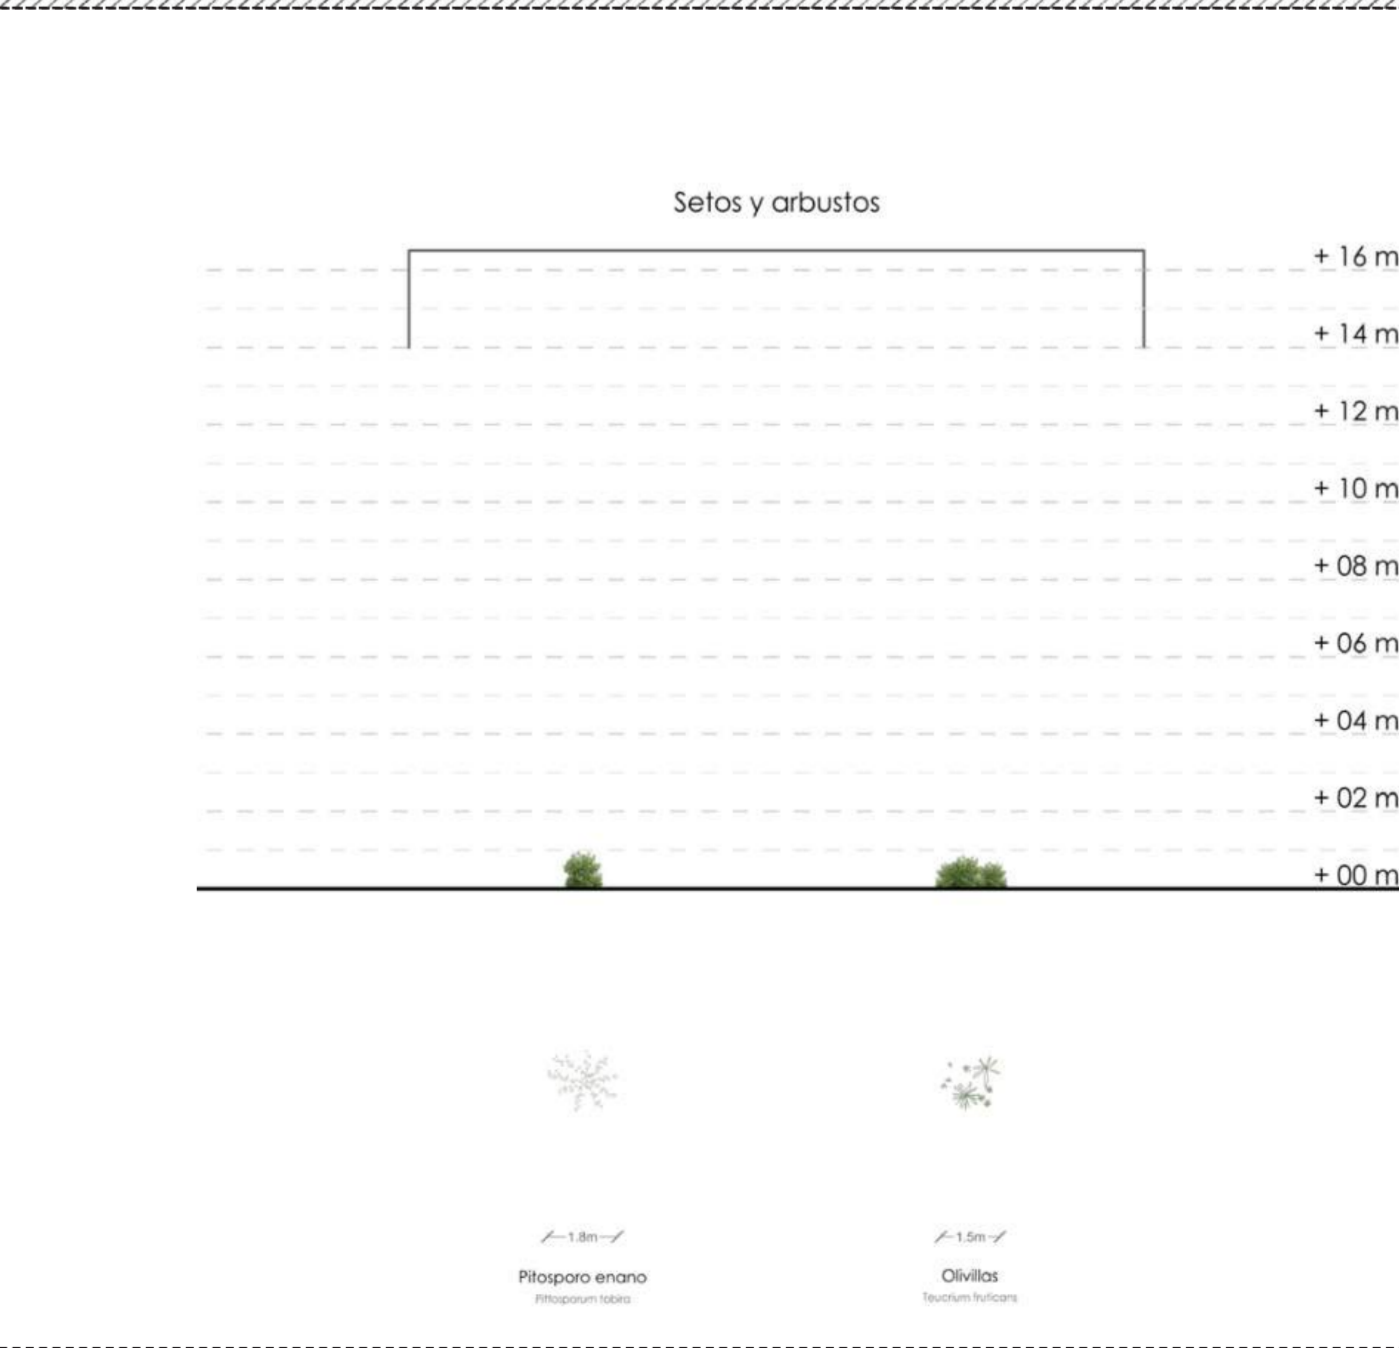 Setos y arbustos
+ 16 m
+ 14 m
+ 12 m
+ 10 m
+ 08 m
+ 06 m
+ 04 m
+ 02 m
+ 00 m
1.8m
1.5m
Pitosporo enano
Olivillas
Pittosporum tobira
Teucrium fruticans